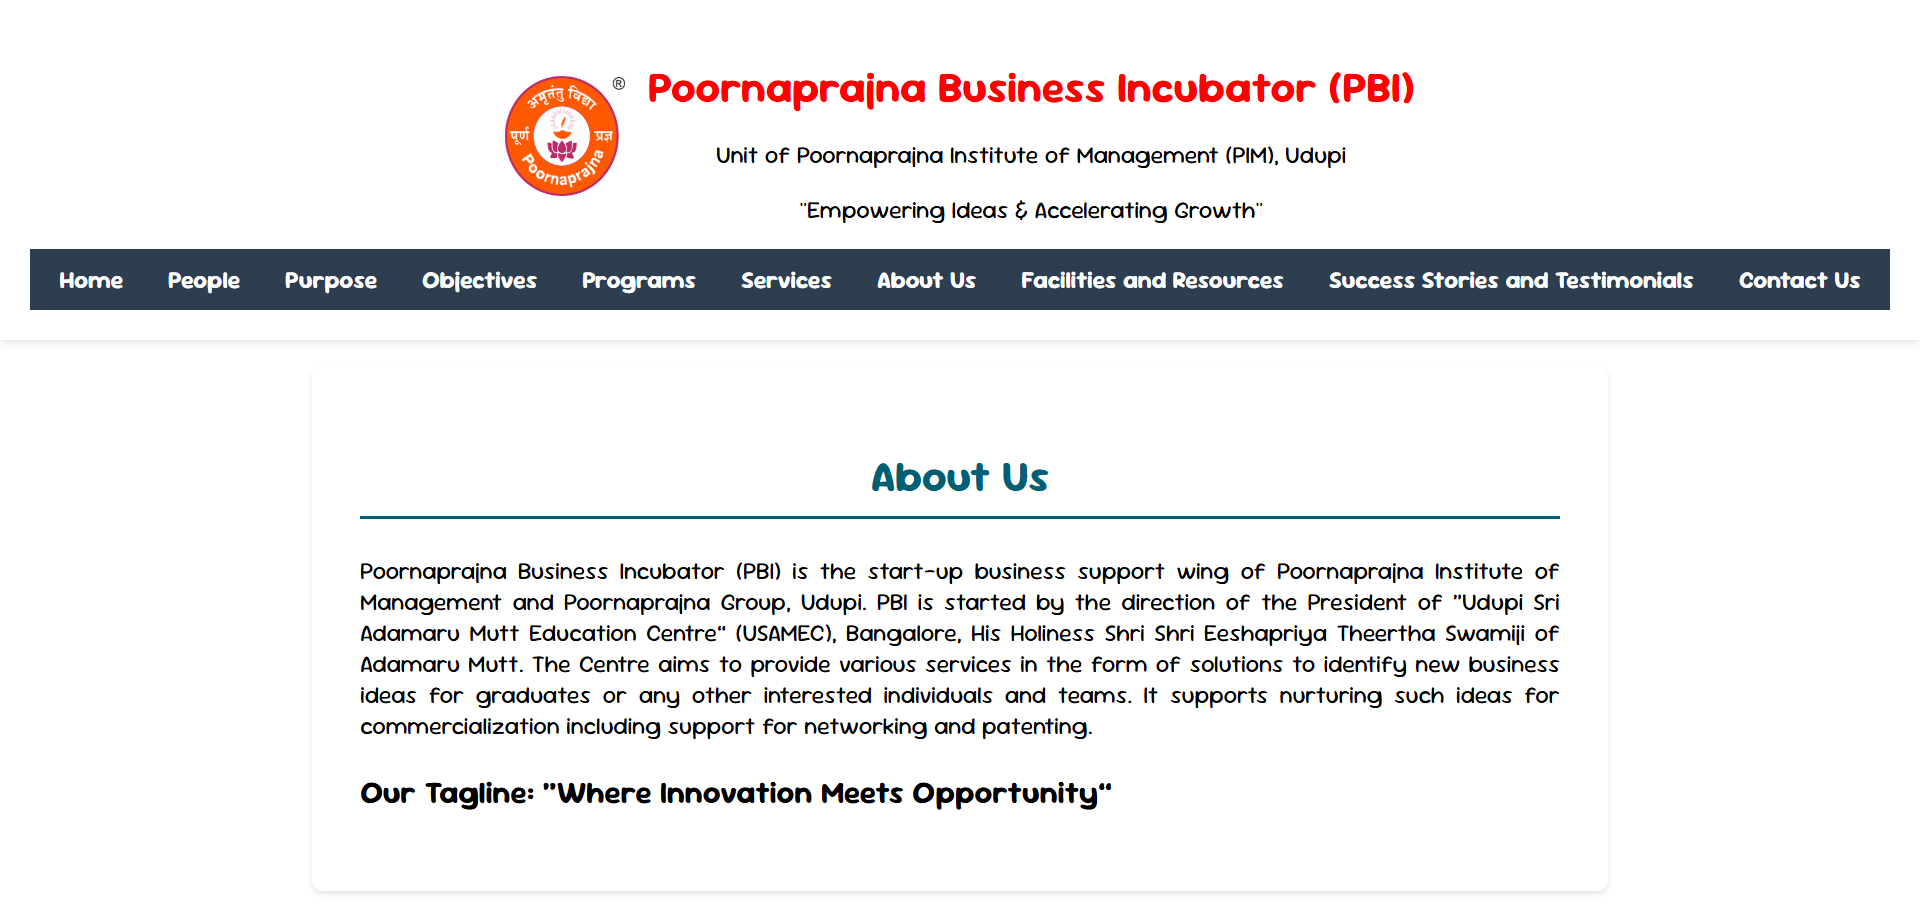 अमृतंतु विद्या
पूर्ण
प्रज्ञ
Poornaprajna
®
Poornaprajna Business Incubator (PBI)
Unit of Poornaprajna Institute of Management (PIM), Udupi
"Empowering Ideas & Accelerating Growth"
Home People Purpose Objectives Programs Services About Us Facilities and Resources Success Stories and Testimonials Contact Us
About Us
Poornaprajna Business Incubator (PBI) is the start-up business support wing of Poornaprajna Institute of
Management and Poornaprajna Group, Udupi. PBI is started by the direction of the President of ”Udupi Sri
Adamaru Mutt Education Centre“ (USAMEC), Bangalore, His Holiness Shri Shri Eeshapriya Theertha Swamiji of
Adamaru Mutt. The Centre aims to provide various services in the form of solutions to identify new business
ideas for graduates or any other interested individuals and teams. It supports nurturing such ideas for
commercialization including support for networking and patenting.
Our Tagline: ”Where Innovation Meets Opportunity“